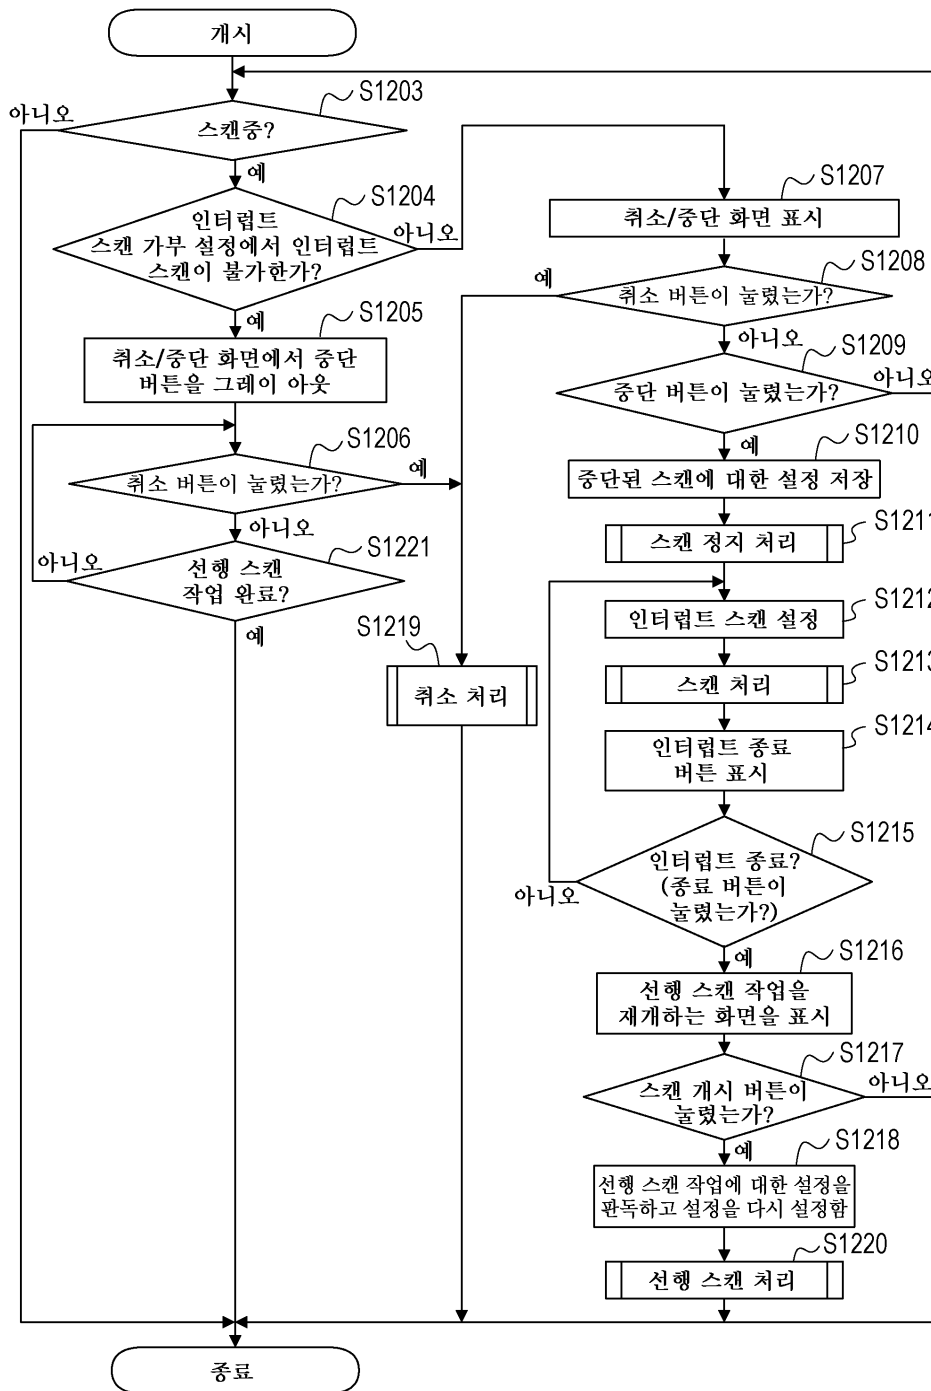 개시
S1203
아니오
스캔중?
예
S1204
인터럽트
스캔 가부 설정에서 인터럽트
스캔이 불가한가?
아니오
예
S1205
취소/중단 화면에서 중단
버튼을 그레이 아웃
S1206
취소 버튼이 눌렸는가?
예
아니오
S1221
아니오
선행 스캔
작업 완료?
예
S1219
취소 처리
S1207
취소/중단 화면 표시
S1208
예
취소 버튼이 눌렸는가?
아니오
S1209
중단 버튼이 눌렸는가?
아니오
예
S1210
중단된 스캔에 대한 설정 저장
S1211
스캔 정지 처리
S1212
인터럽트 스캔 설정
S1213
스캔 처리
S1214
인터럽트 종료
버튼 표시
S1215
인터럽트 종료?
(종료 버튼이
눌렸는가?)
아니오
예
S1216
선행 스캔 작업을
재개하는 화면을 표시
S1217
스캔 개시 버튼이
눌렸는가?
아니오
예
S1218
선행 스캔 작업에 대한 설정을
판독하고 설정을 다시 설정함
S1220
선행 스캔 처리
종료